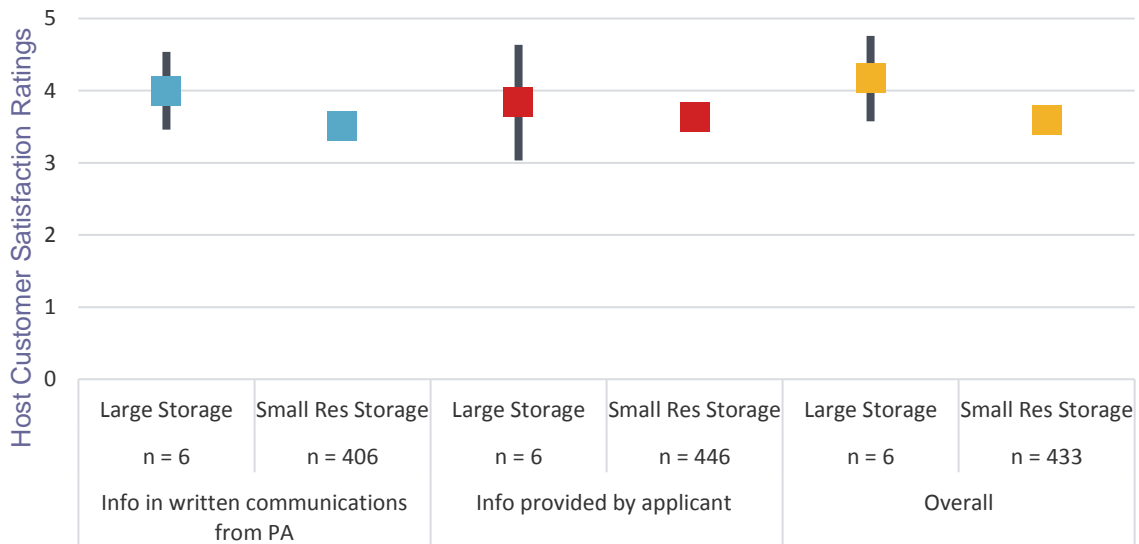 Host Customer Satisfaction Ratings
5
4
3
2
1
0
Large Storage Small Res Storage Large Storage Small Res Storage Large Storage Small Res Storage
n = 6 n = 406 n = 6 n = 446 n = 6 n = 433
Info in written communications Info provided by applicant Overall
from PA